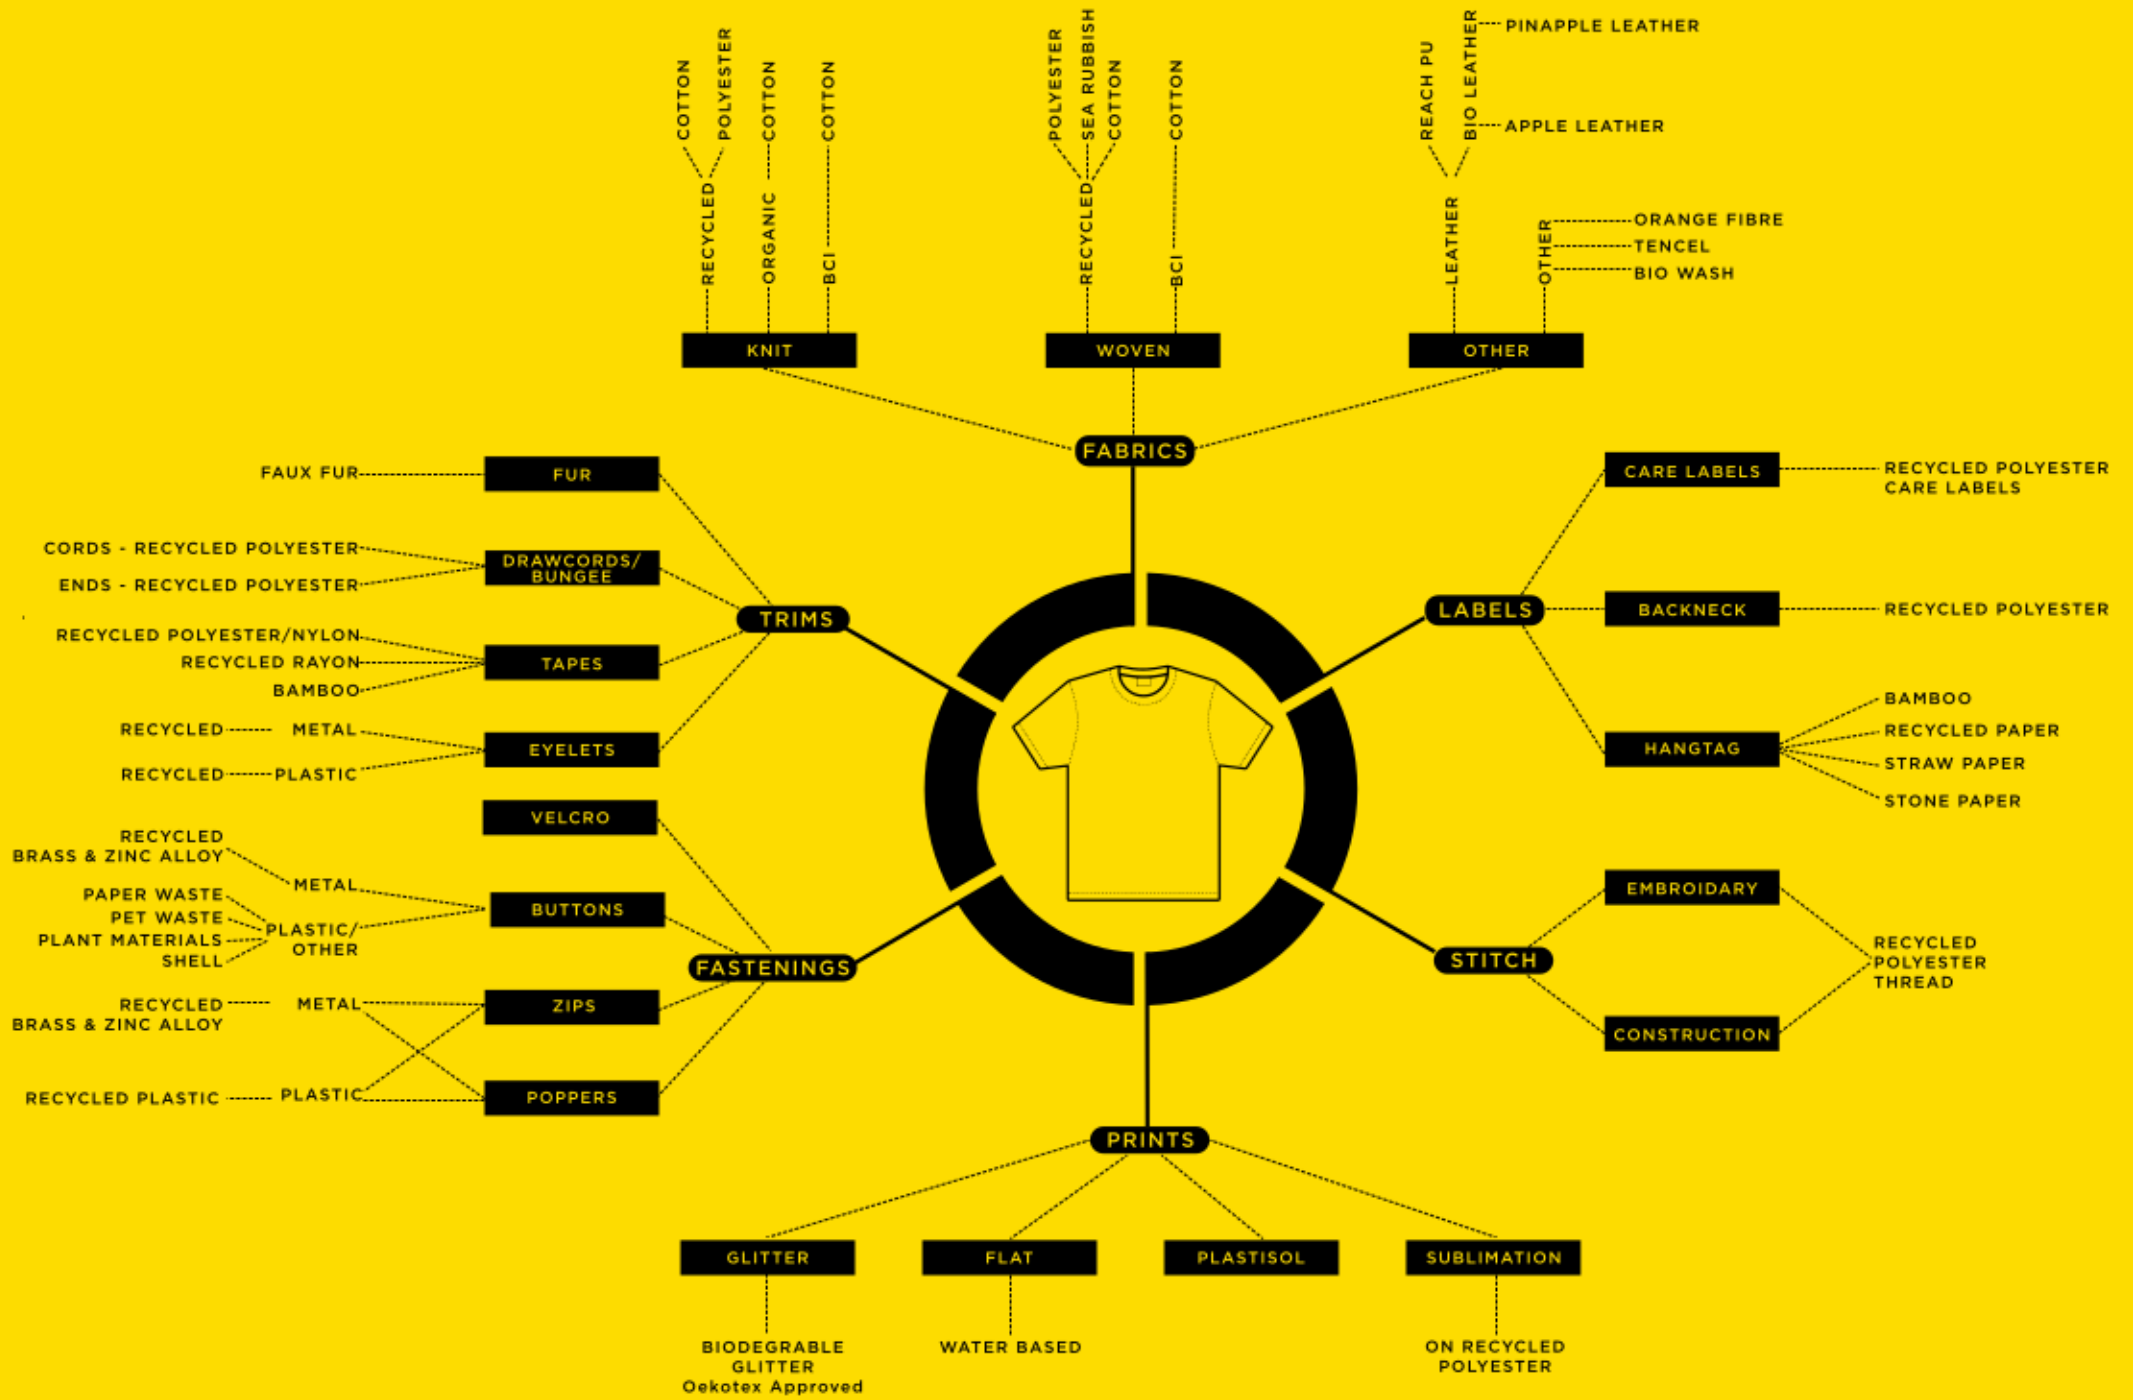 COTTON
POLYESTER
RECYCLED
COTTON
ORGANIC
COTTON
BCI
KNIT
POLYESTER
SEA RUBBISH
COTTON
RECYCLED
COTTON
BCI
WOVEN
REACH PU
BIO LEATHER
PINAPPLE LEATHER
APPLE LEATHER
LEATHER
OTHER
ORANGE FIBRE
TENCEL
BIO WASH
OTHER
FABRICS
FAUX FUR
FUR
CORDS - RECYCLED POLYESTER
ENDS - RECYCLED POLYESTER
DRAWCORDS/
BUNGEE
TRIMS
RECYCLED POLYESTER/NYLON
RECYCLED RAYON
BAMBOO
TAPES
RECYCLED
METAL
RECYCLED
PLASTIC
EYELETS
CARE LABELS
RECYCLED POLYESTER
CARE LABELS
LABELS
BACKNECK
RECYCLED POLYESTER
HANGTAG
BAMBOO
RECYCLED PAPER
STRAW PAPER
STONE PAPER
VELCRO
RECYCLED
BRASS & ZINC ALLOY
METAL
PAPER WASTE
PET WASTE
PLANT MATERIALS
SHELL
PLASTIC/
OTHER
BUTTONS
FASTENINGS
RECYCLED
BRASS & ZINC ALLOY
METAL
ZIPS
RECYCLED PLASTIC
PLASTIC
POPPERS
EMBROIDARY
STITCH
RECYCLED
POLYESTER
THREAD
CONSTRUCTION
PRINTS
GLITTER
FLAT
PLASTISOL
SUBLIMATION
BIODEGRABLE
GLITTER
Oekotex Approved
WATER BASED
ON RECYCLED
POLYESTER